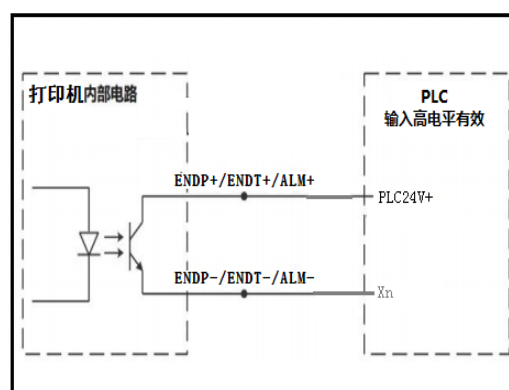 打印机内部电路
PLC
输入高电平有效
ENDP+/ENDT+/ALM+
PLC24V+
ENDP-/ENDT-/ALM-
Xn